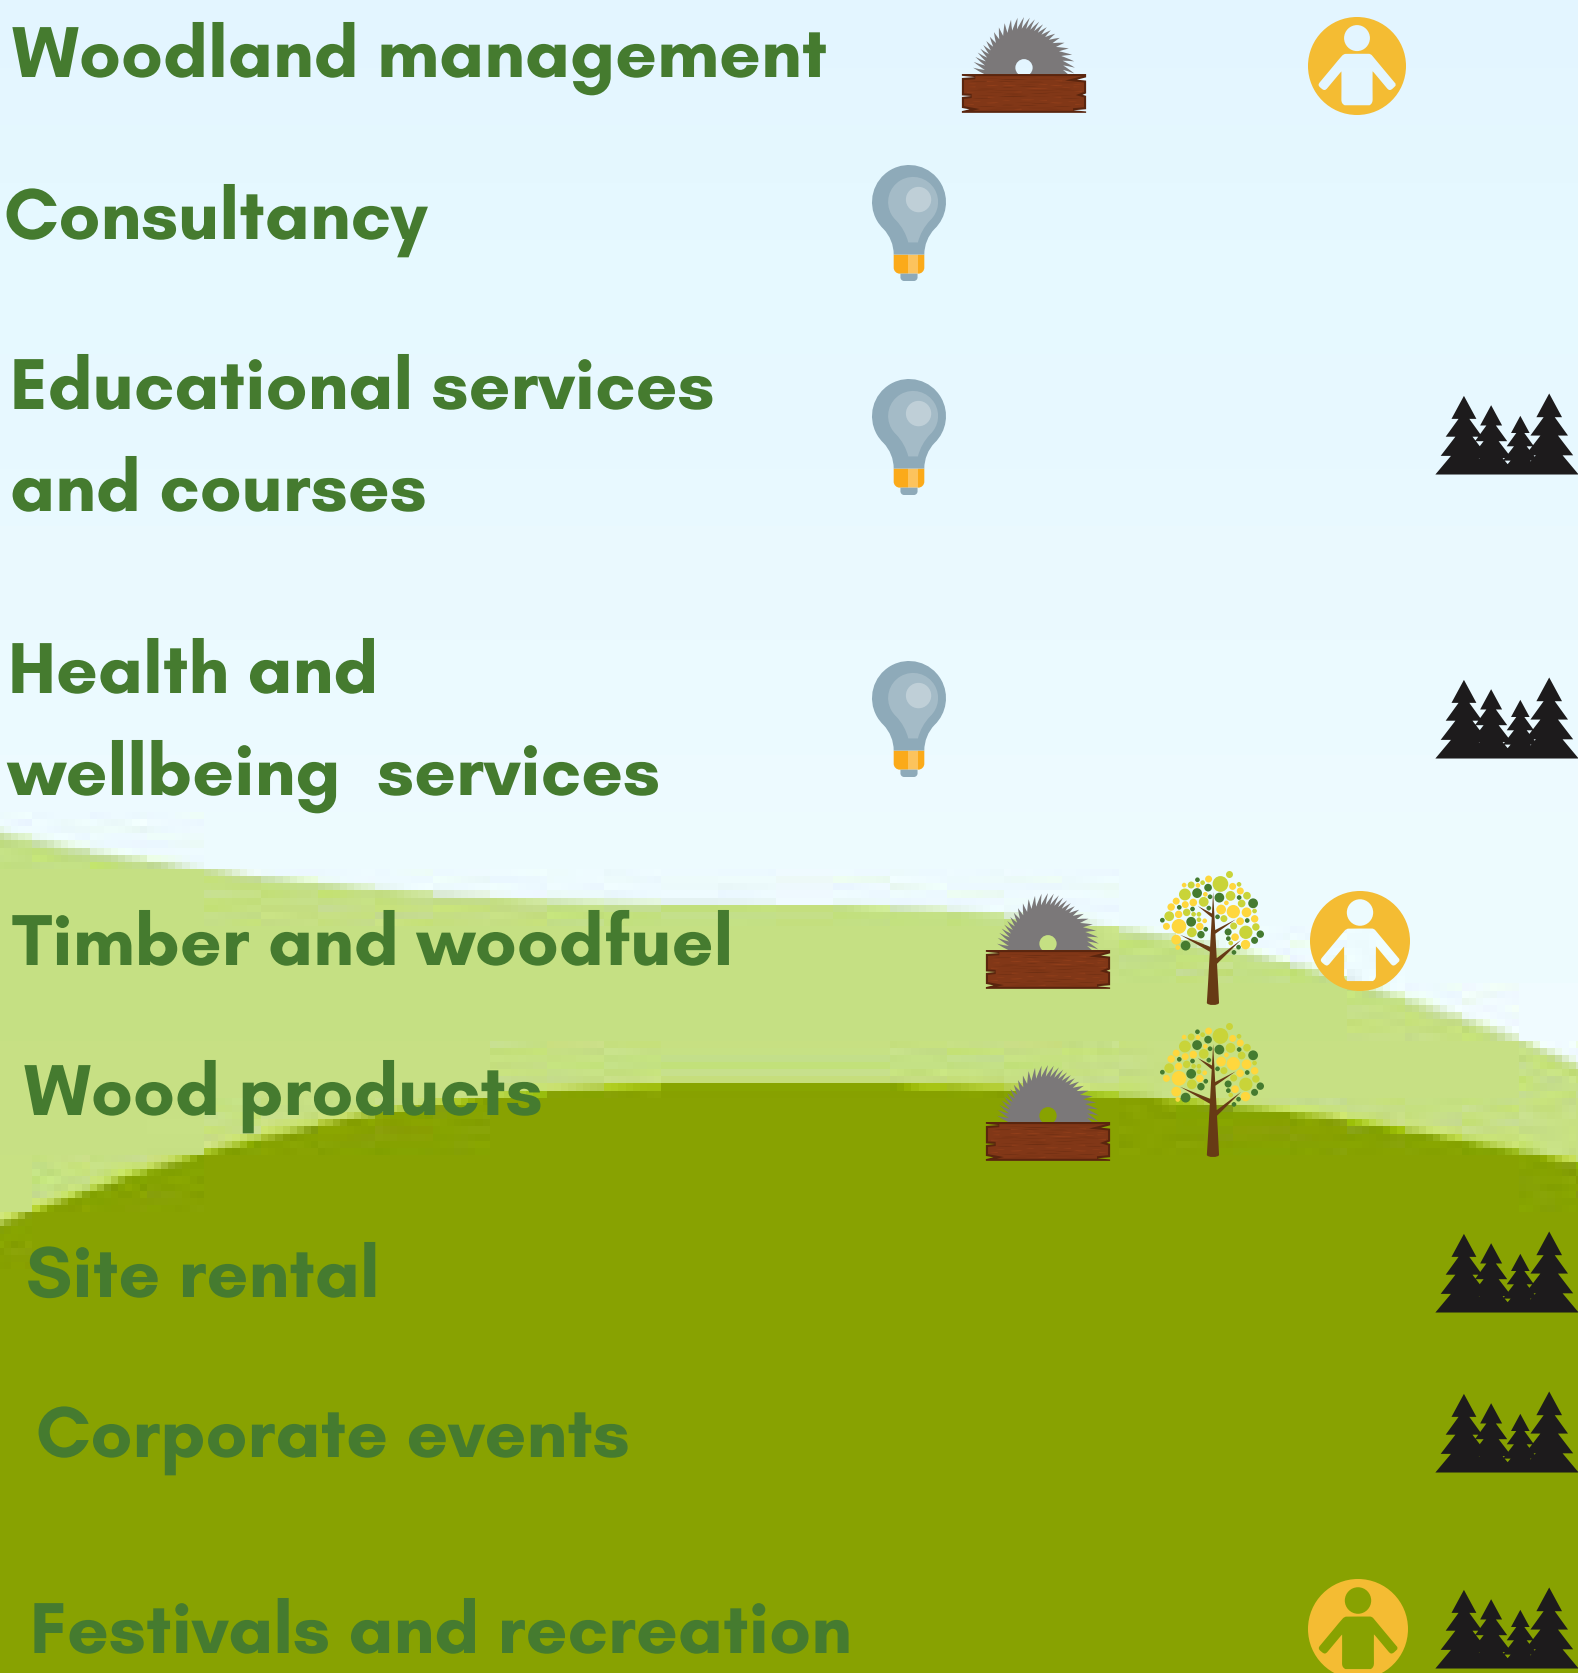 Woodland management
Consultancy
Educational services
and courses
Health and
wellbeing  services
Timber and woodfuel
Wood products
Site rental
Corporate events
Festivals and recreation